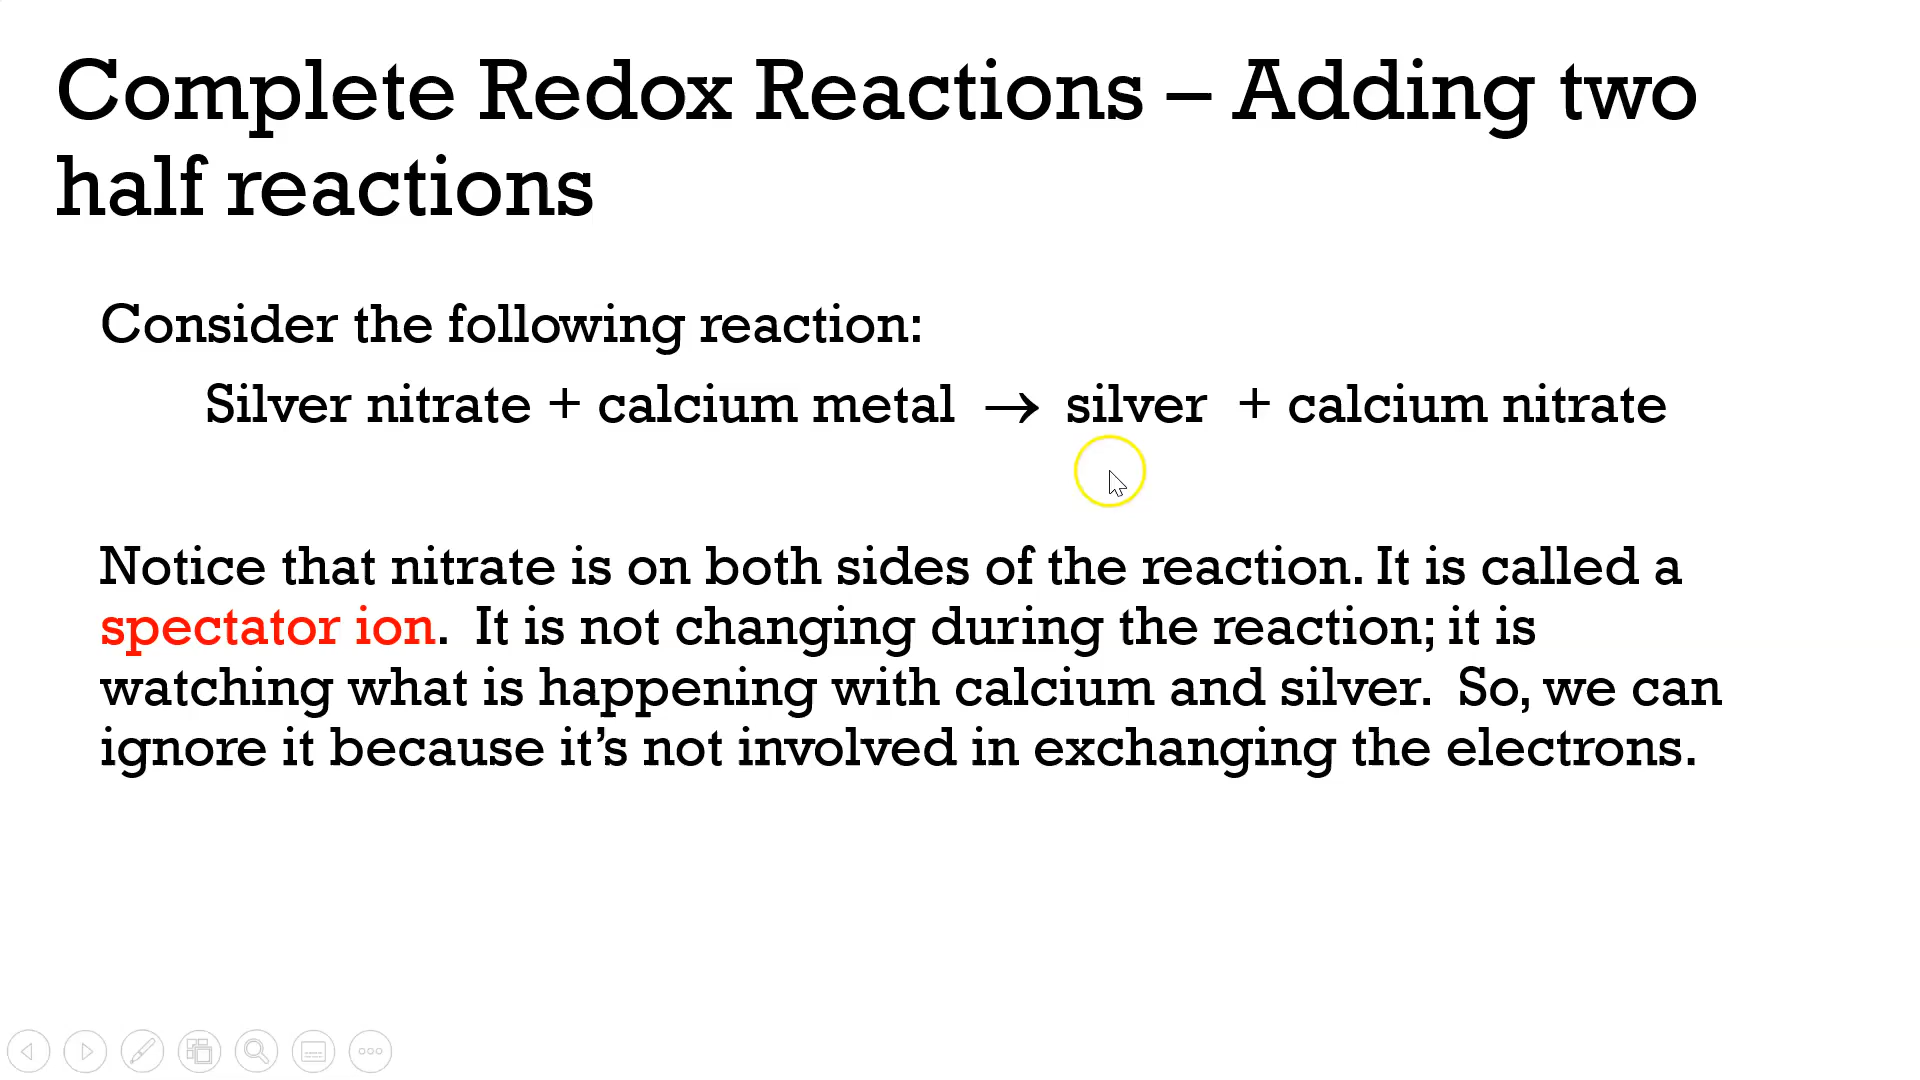 Complete Redox Reactions – Adding two
half reactions
Consider the following reaction:
Silver nitrate + calcium metal → silver + calcium nitrate
Notice that nitrate is on both sides of the reaction. It is called a
spectator ion. It is not changing during the reaction; it is
watching what is happening with calcium and silver. So, we can
ignore it because it’s not involved in exchanging the electrons.